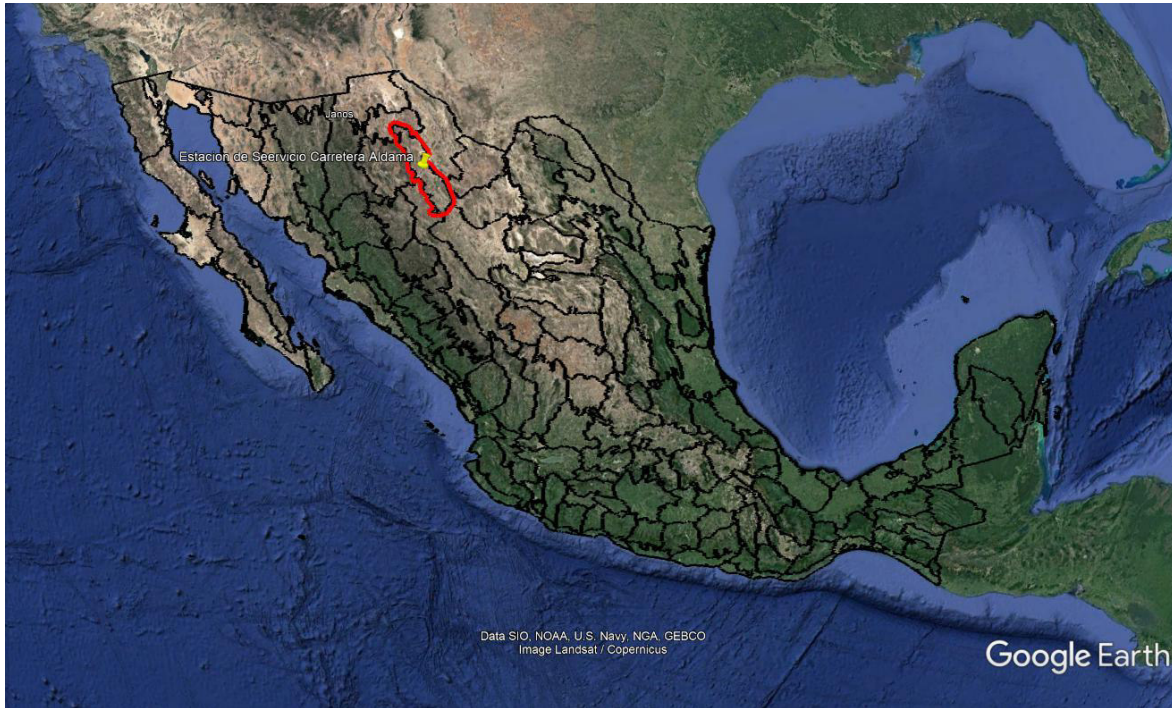 Janos
Estacion de Seervicio Carretera Aldama
Data SIO, NOAA, U.S. Navy, NGA, GEBCO
Image Landsat / Copernicus
Google Earth